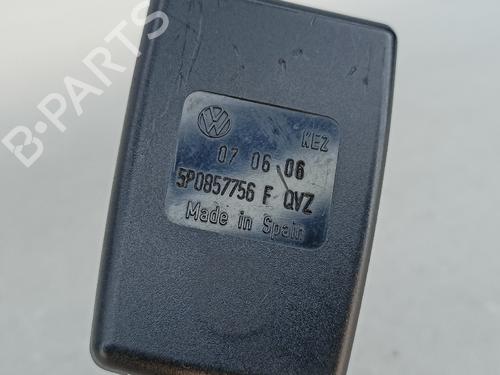 B-PARTS
KEZ
07 06 06
5P0857756 F QVZ
Made in Spain